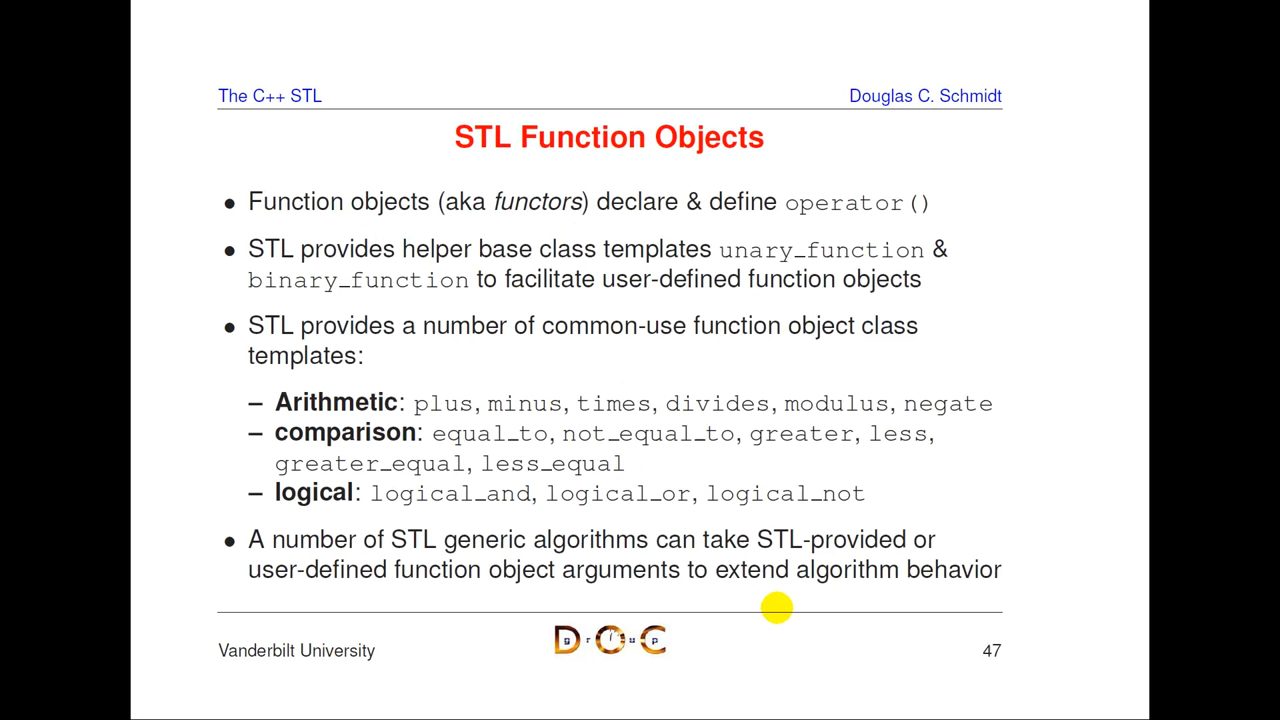 The C++ STL
Douglas C. Schmidt
STL Function Objects
• Function objects (aka functors) declare & define operator()
• STL provides helper base class templates unary_function &
binary_function to facilitate user-defined function objects
• STL provides a number of common-use function object class
templates:
– Arithmetic: plus, minus, times, divides, modulus, negate
– comparison: equal_to, not_equal_to, greater, less,
greater_equal, less_equal
– logical: logical_and, logical_or, logical_not
• A number of STL generic algorithms can take STL-provided or
user-defined function object arguments to extend algorithm behavior
Vanderbilt University
D O C
g r u p
47